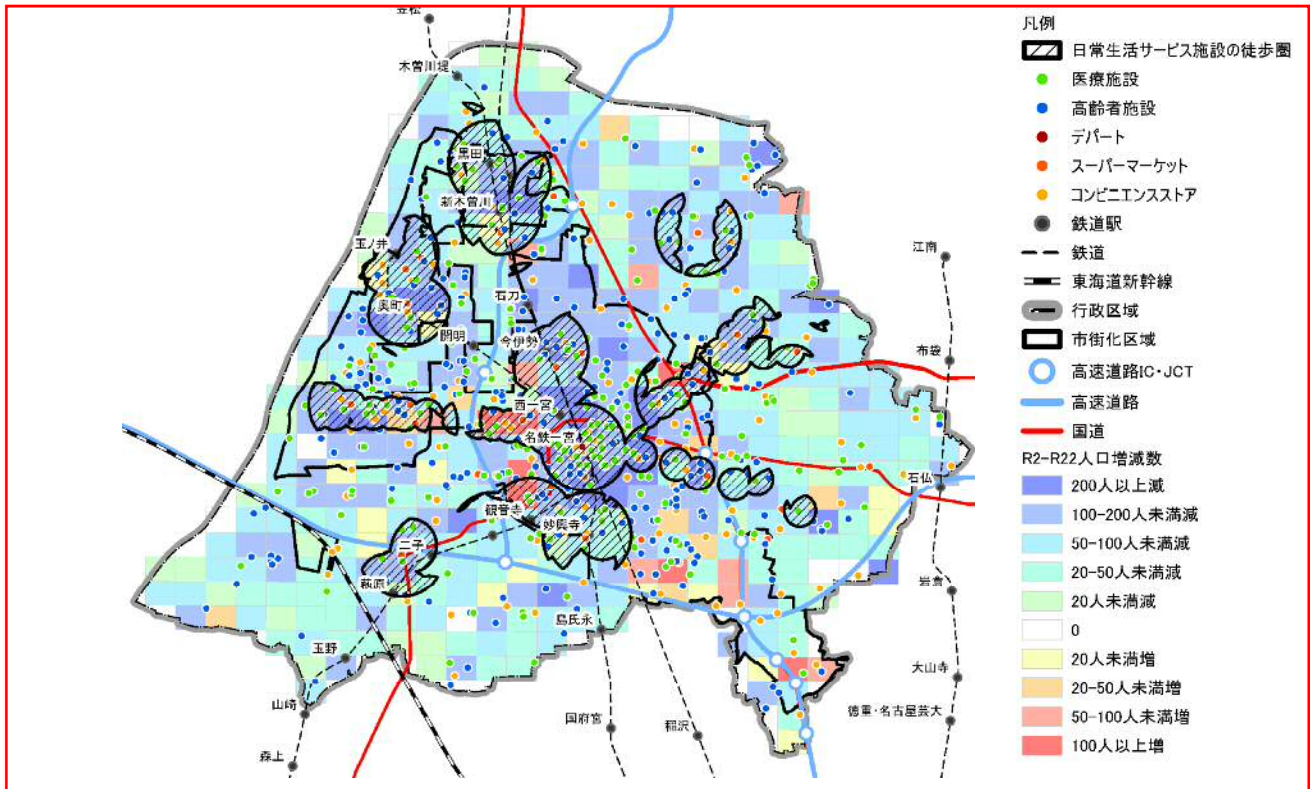 笠松
木曽川堤
黒田
新木曽川
玉ノ井
江南
奥町
石刀
開明
今伊勢
布袋
西一宮
名鉄一宮
石仏
観音寺
妙興寺
二子
萩原
岩倉
島氏永
玉野
大山寺
山崎
国府宮
稲沢
徳重・名古屋芸大
森上
凡例
日常生活サービス施設の徒歩圏
医療施設
高齢者施設
デパート
スーパーマーケット
コンビニエンスストア
鉄道駅
鉄道
東海道新幹線
行政区域
市街化区域
高速道路IC・JCT
高速道路
国道
R2-R22人口増減数
200人以上減
100-200人未満減
50-100人未満減
20-50人未満減
20人未満減
0
20人未満増
20-50人未満増
50-100人未満増
100人以上増